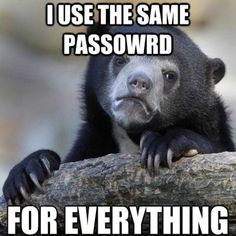 I USE THE SAME
PASSOWRD
FOR EVERYTHING